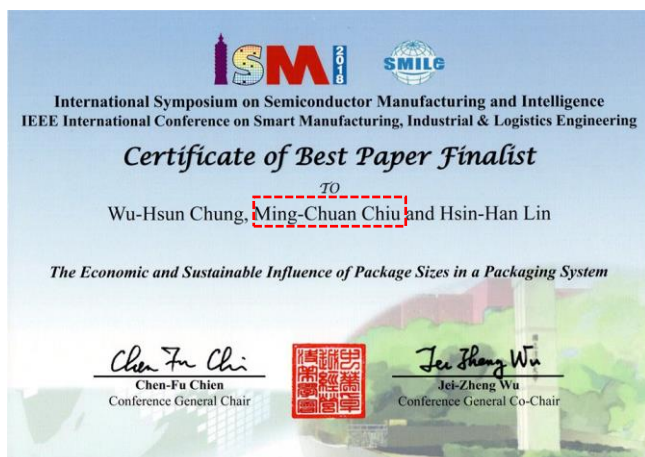 ISMI 2018
SMILE
International Symposium on Semiconductor Manufacturing and Intelligence
IEEE International Conference on Smart Manufacturing, Industrial & Logistics Engineering
Certificate of Best Paper Finalist
TO
Wu-Hsun Chung, Ming-Chuan Chiu and Hsin-Han Lin
The Economic and Sustainable Influence of Package Sizes in a Packaging System
Chen-Fu Chien
Jei-Zheng Wu
Conference General Chair
Conference General Co-Chair